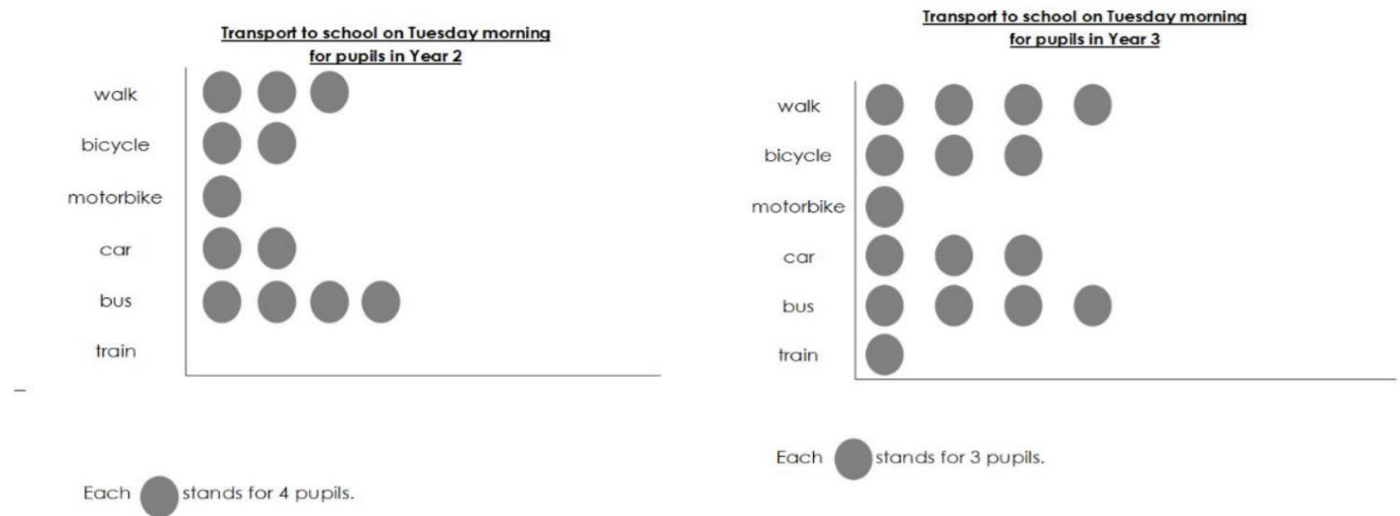 Transport to school on Tuesday morning
for pupils in Year 2
walk
bicycle
motorbike
car
bus
train
Each stands for 4 pupils.
Transport to school on Tuesday morning
for pupils in Year 3
walk
bicycle
motorbike
car
bus
train
Each stands for 3 pupils.